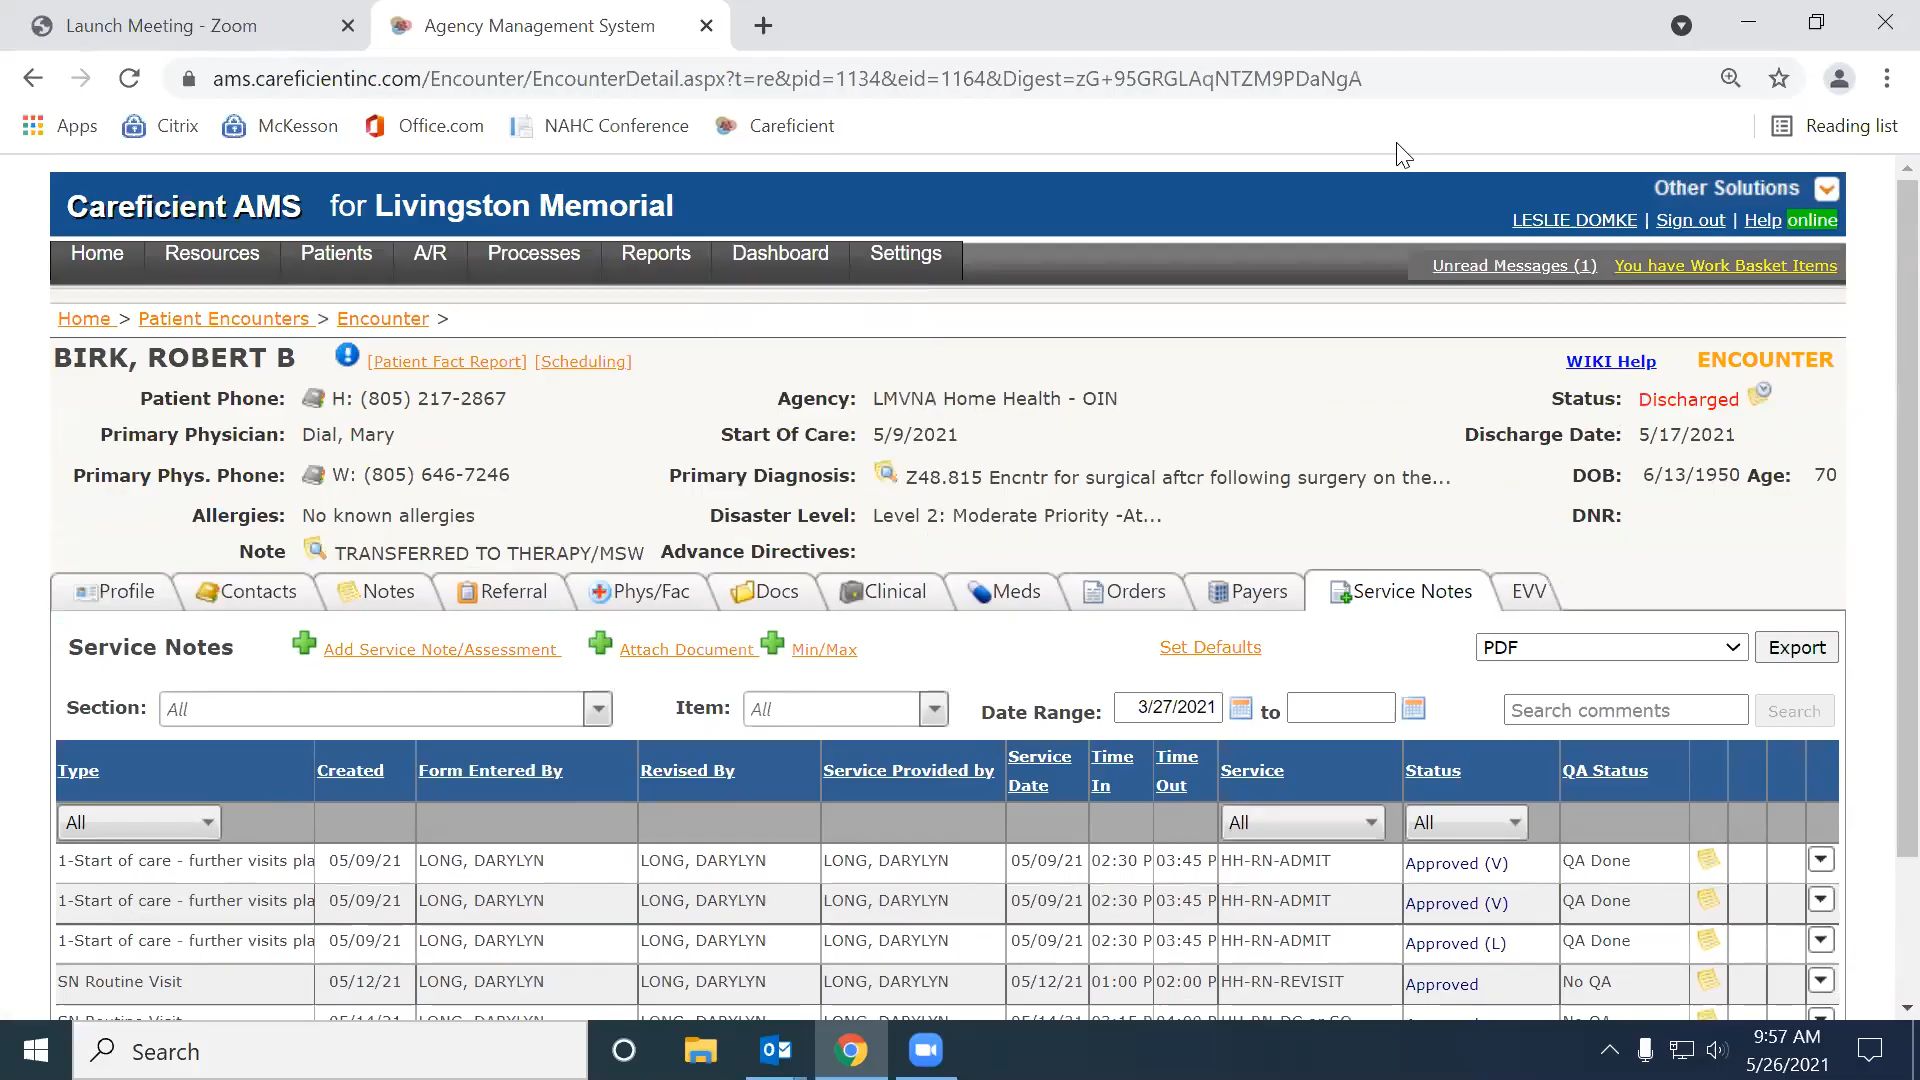 Launch Meeting - Zoom
Agency Management System
ams.careficientinc.com/Encounter/EncounterDetail.aspx?t=re&pid=1134&eid=1164&Digest=zG+95GRGLAqNTZM9PDaNgA
Apps Citrix McKesson Office.com NAHC Conference Careficient Reading list
Careficient AMS for Livingston Memorial
Other Solutions
LESLIE DOMKE | Sign out | Help online
Home Resources Patients A/R Processes Reports Dashboard Settings
Unread Messages (1) You have Work Basket Items
Home > Patient Encounters > Encounter >
BIRK, ROBERT B [Patient Fact Report] [Scheduling] WIKI Help ENCOUNTER
Patient Phone: H: (805) 217-2867 Agency: LMVNA Home Health - OIN Status: Discharged
Primary Physician: Dial, Mary Start Of Care: 5/9/2021 Discharge Date: 5/17/2021
Primary Phys. Phone: W: (805) 646-7246 Primary Diagnosis: Z48.815 Encntr for surgical aftcr following surgery on the... DOB: 6/13/1950 Age: 70
Allergies: No known allergies Disaster Level: Level 2: Moderate Priority -At... DNR:
Note TRANSFERRED TO THERAPY/MSW Advance Directives:
Profile Contacts Notes Referral Phys/Fac Docs Clinical Meds Orders Payers Service Notes EVV
Service Notes Add Service Note/Assessment Attach Document Min/Max Set Defaults PDF Export
Section: All Item: All Date Range: 3/27/2021 to Search comments Search
Type Created Form Entered By Revised By Service Provided by Service Date Time In Time Out Service Status QA Status
All All All
1-Start of care - further visits pla 05/09/21 LONG, DARYLYN LONG, DARYLYN LONG, DARYLYN 05/09/21 02:30 P 03:45 P HH-RN-ADMIT Approved (V) QA Done
1-Start of care - further visits pla 05/09/21 LONG, DARYLYN LONG, DARYLYN LONG, DARYLYN 05/09/21 02:30 P 03:45 P HH-RN-ADMIT Approved (V) QA Done
1-Start of care - further visits pla 05/09/21 LONG, DARYLYN LONG, DARYLYN LONG, DARYLYN 05/09/21 02:30 P 03:45 P HH-RN-ADMIT Approved (L) QA Done
SN Routine Visit 05/12/21 LONG, DARYLYN LONG, DARYLYN LONG, DARYLYN 05/12/21 01:00 P 02:00 P HH-RN-REVISIT Approved No QA
Search
9:57 AM
5/26/2021